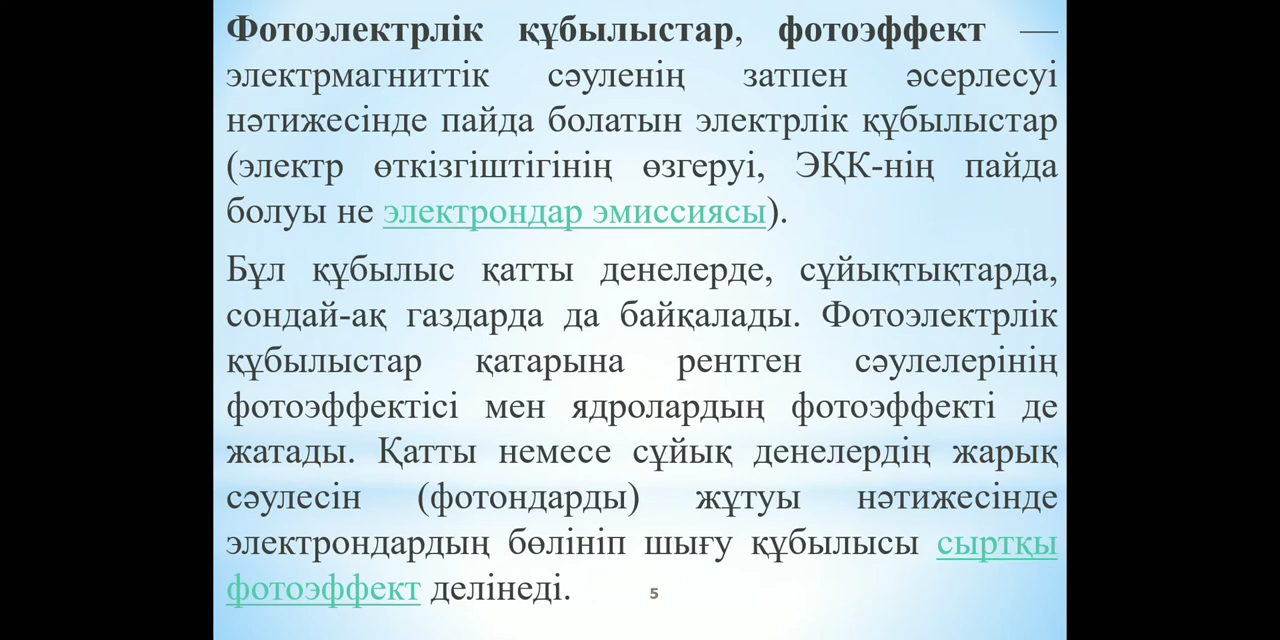 Фотоэлектрлік құбылыстар, фотоэффект —
электрмагниттік сәуленің затпен әсерлесуі
нәтижесінде пайда болатын электрлік құбылыстар
(электр өткізгіштігінің өзгеруі, ЭҚК-нің пайда
болуы не электрондар эмиссиясы).
Бұл құбылыс қатты денелерде, сұйықтықтарда,
сондай-ақ газдарда да байқалады. Фотоэлектрлік
құбылыстар қатарына рентген сәулелерінің
фотоэффектісі мен ядролардың фотоэффекті де
жатады. Қатты немесе сұйық денелердің жарық
сәулесін (фотондарды) жұтуы нәтижесінде
электрондардың бөлініп шығу құбылысы сыртқы
фотоэффект делінеді.
5